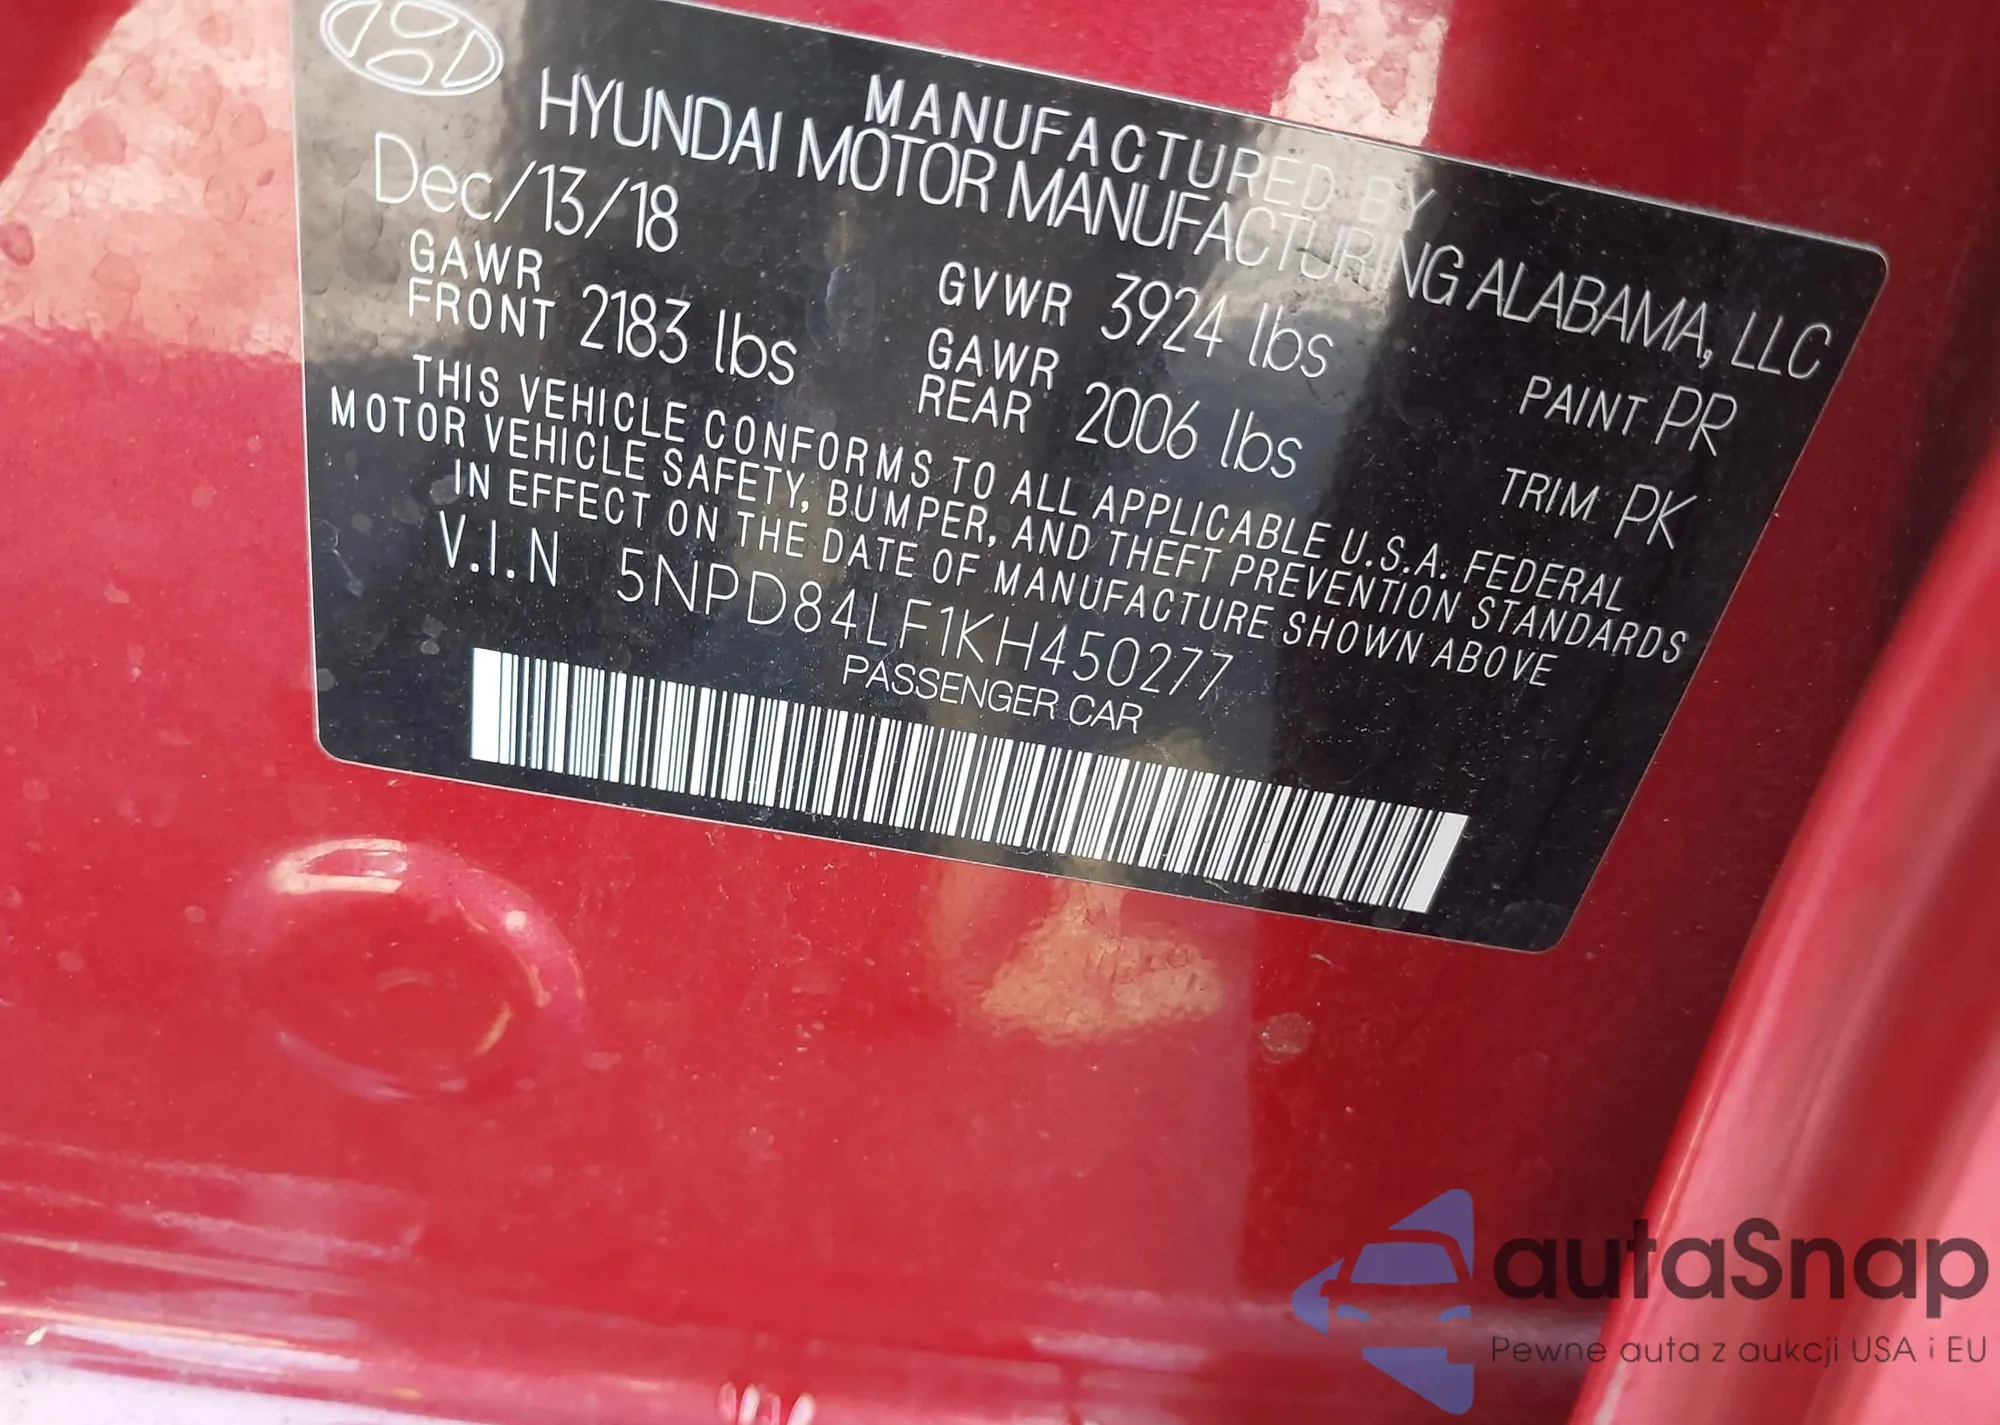 MANUFACTURED BY
HYUNDAI MOTOR MANUFACTURING ALABAMA, LLC
Dec/13/18 GVWR 3924 lbs PAINT PR
GAWR FRONT 2183 lbs GAWR REAR 2006 lbs TRIM PK
THIS VEHICLE CONFORMS TO ALL APPLICABLE U.S.A. FEDERAL
MOTOR VEHICLE SAFETY, BUMPER, AND THEFT PREVENTION STANDARDS
IN EFFECT ON THE DATE OF MANUFACTURE SHOWN ABOVE
V.I.N 5NPD84LF1KH450277
PASSENGER CAR
autaSnap
Pewne auta z aukcji USA i EU